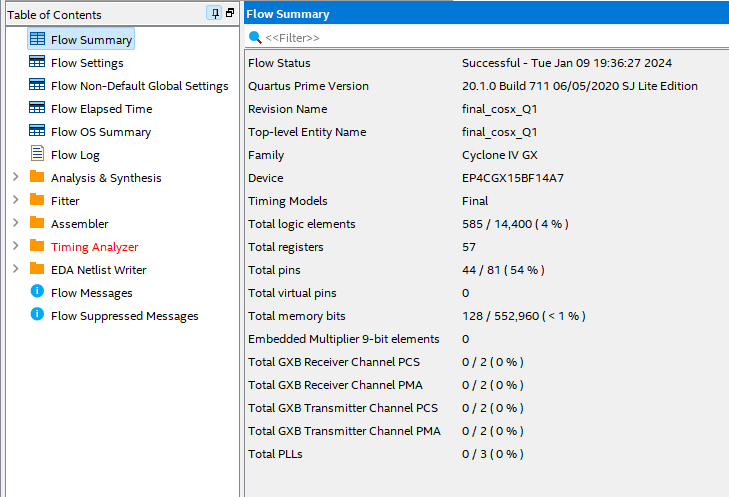 Table of Contents
Flow Summary
Flow Settings
Flow Non-Default Global Settings
Flow Elapsed Time
Flow OS Summary
Flow Log
Analysis & Synthesis
Fitter
Assembler
Timing Analyzer
EDA Netlist Writer
Flow Messages
Flow Suppressed Messages
Flow Summary
<<Filter>>
Flow Status Successful - Tue Jan 09 19:36:27 2024
Quartus Prime Version 20.1.0 Build 711 06/05/2020 SJ Lite Edition
Revision Name final_cosx_Q1
Top-level Entity Name final_cosx_Q1
Family Cyclone IV GX
Device EP4CGX15BF14A7
Timing Models Final
Total logic elements 585 / 14,400 ( 4 % )
Total registers 57
Total pins 44 / 81 ( 54 % )
Total virtual pins 0
Total memory bits 128 / 552,960 ( < 1 % )
Embedded Multiplier 9-bit elements 0
Total GXB Receiver Channel PCS 0 / 2 ( 0 % )
Total GXB Receiver Channel PMA 0 / 2 ( 0 % )
Total GXB Transmitter Channel PCS 0 / 2 ( 0 % )
Total GXB Transmitter Channel PMA 0 / 2 ( 0 % )
Total PLLs 0 / 3 ( 0 % )